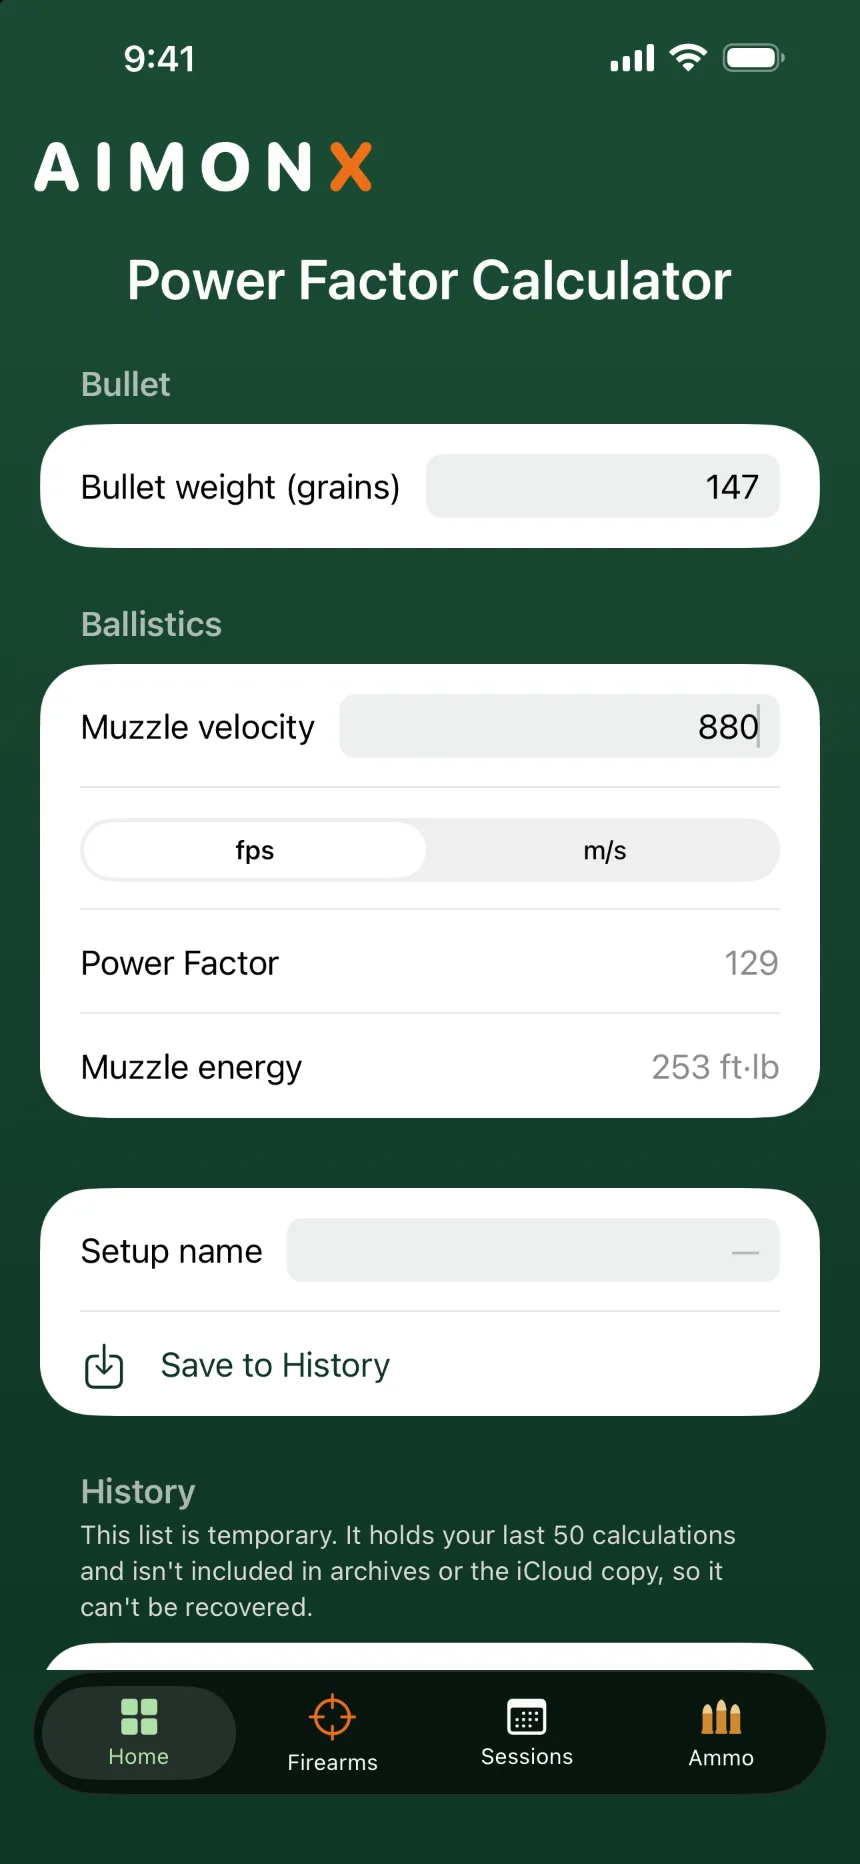 9:41
AIMONX
Power Factor Calculator
Bullet
Bullet weight (grains) 147
Ballistics
Muzzle velocity 880
fps m/s
Power Factor 129
Muzzle energy 253 ft·lb
Setup name —
Save to History
History
This list is temporary. It holds your last 50 calculations
and isn't included in archives or the iCloud copy, so it
can't be recovered.
Home Firearms Sessions Ammo